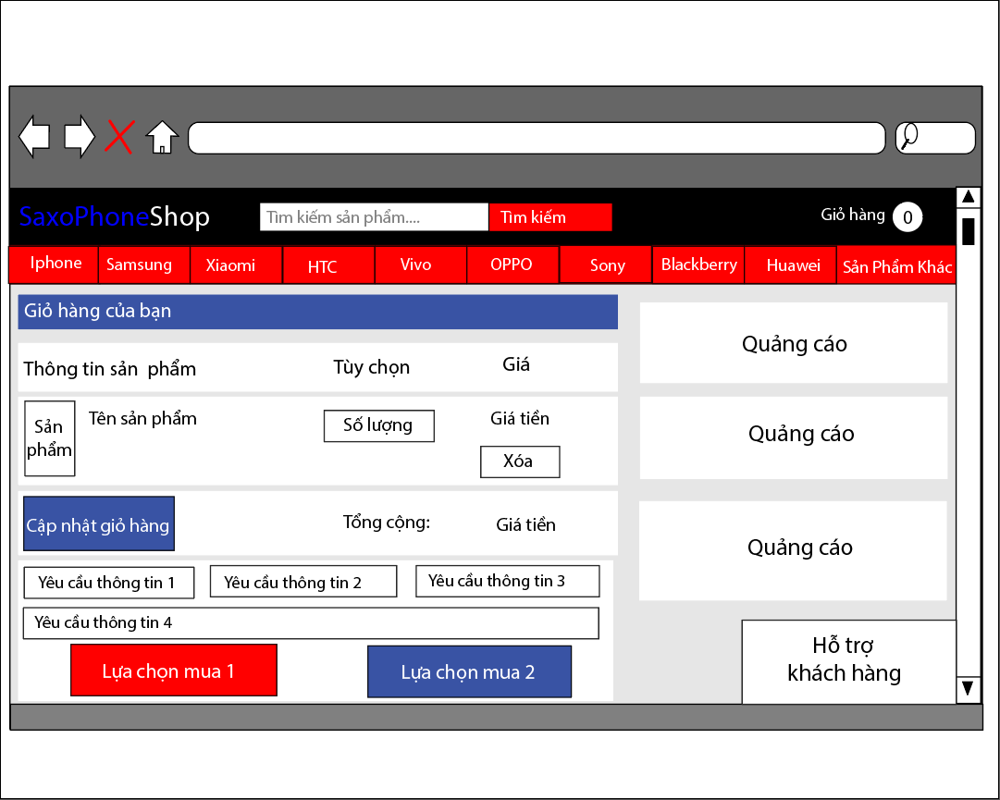 SaxoPhoneShop
Tìm kiếm sản phẩm....
Tìm kiếm
Giỏ hàng
0
Iphone
Samsung
Xiaomi
HTC
Vivo
OPPO
Sony
Blackberry
Huawei
Sản Phẩm Khác
Giỏ hàng của bạn
Thông tin sản phẩm
Tùy chọn
Giá
Sản
phẩm
Tên sản phẩm
Số lượng
Giá tiền
Xóa
Cập nhật giỏ hàng
Tổng cộng:
Giá tiền
Yêu cầu thông tin 1
Yêu cầu thông tin 2
Yêu cầu thông tin 3
Yêu cầu thông tin 4
Lựa chọn mua 1
Lựa chọn mua 2
Quảng cáo
Quảng cáo
Quảng cáo
Hỗ trợ
khách hàng